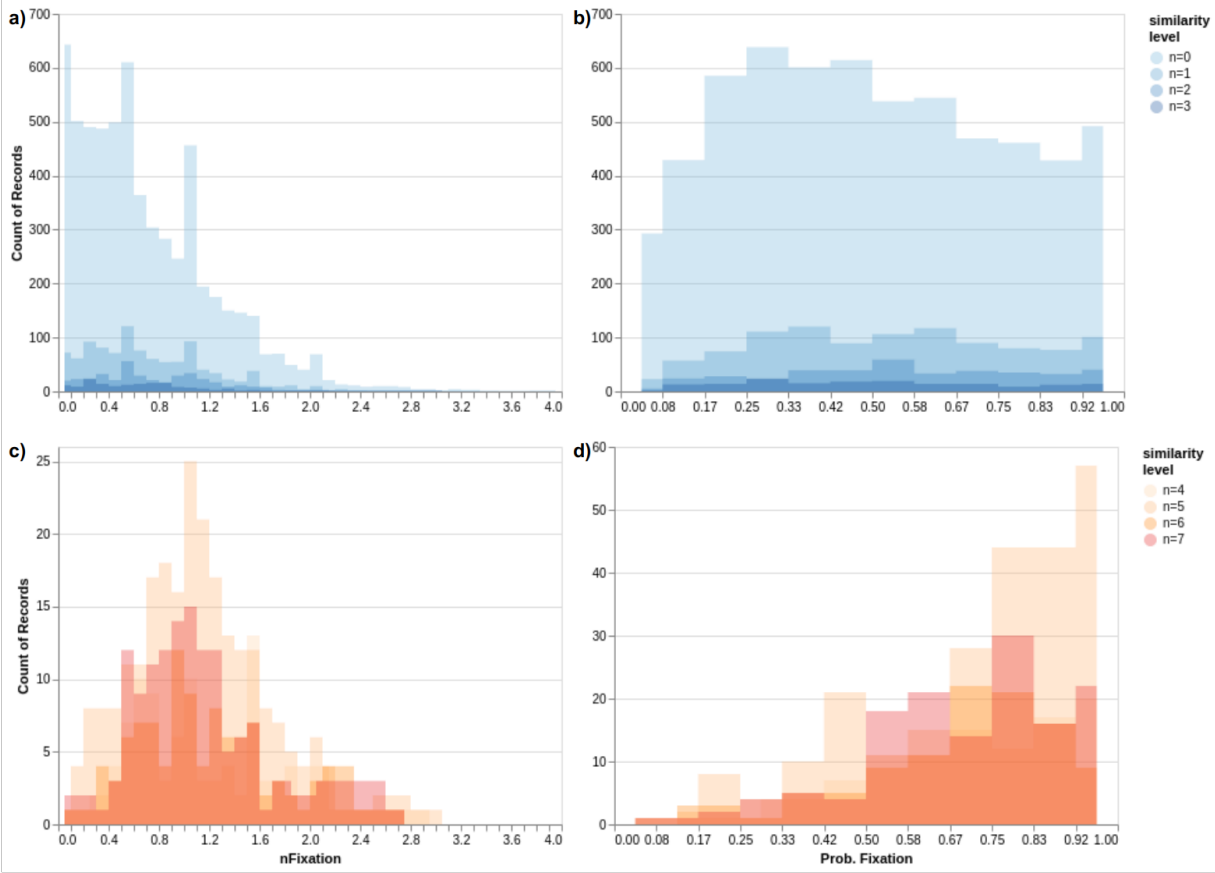 a)
700
600
500
400
300
200
100
0
Count of Records
0.0 0.4 0.8 1.2 1.6 2.0 2.4 2.8 3.2 3.6 4.0
b)
700
600
500
400
300
200
100
0
0.00 0.08 0.17 0.25 0.33 0.42 0.50 0.58 0.67 0.75 0.83 0.92 1.00
similarity
level
n=0
n=1
n=2
n=3
c)
25
20
15
10
5
0
Count of Records
0.0 0.4 0.8 1.2 1.6 2.0 2.4 2.8 3.2 3.6 4.0
nFixation
d)
60
50
40
30
20
10
0
0.00 0.08 0.17 0.25 0.33 0.42 0.50 0.58 0.67 0.75 0.83 0.92 1.00
Prob. Fixation
similarity
level
n=4
n=5
n=6
n=7